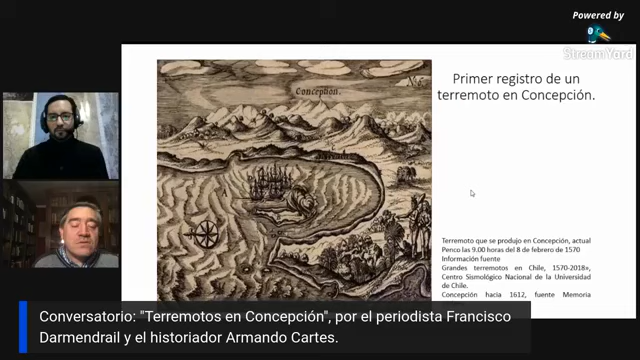 Powered by
StreamYard
Primer registro de un
terremoto en Concepción.
Conception.
Terremoto que se produjo en Concepción, actual
Penco las 9.00 horas del 8 de febrero de 1570
Información fuente
Grandes terremotos en Chile, 1570-2018», 
Centro Sismológico Nacional de la Universidad
de Chile.
Concepción hacia 1612, fuente Memoria
Conversatorio: "Terremotos en Concepción", por el periodista Francisco
Darmendrail y el historiador Armando Cartes.